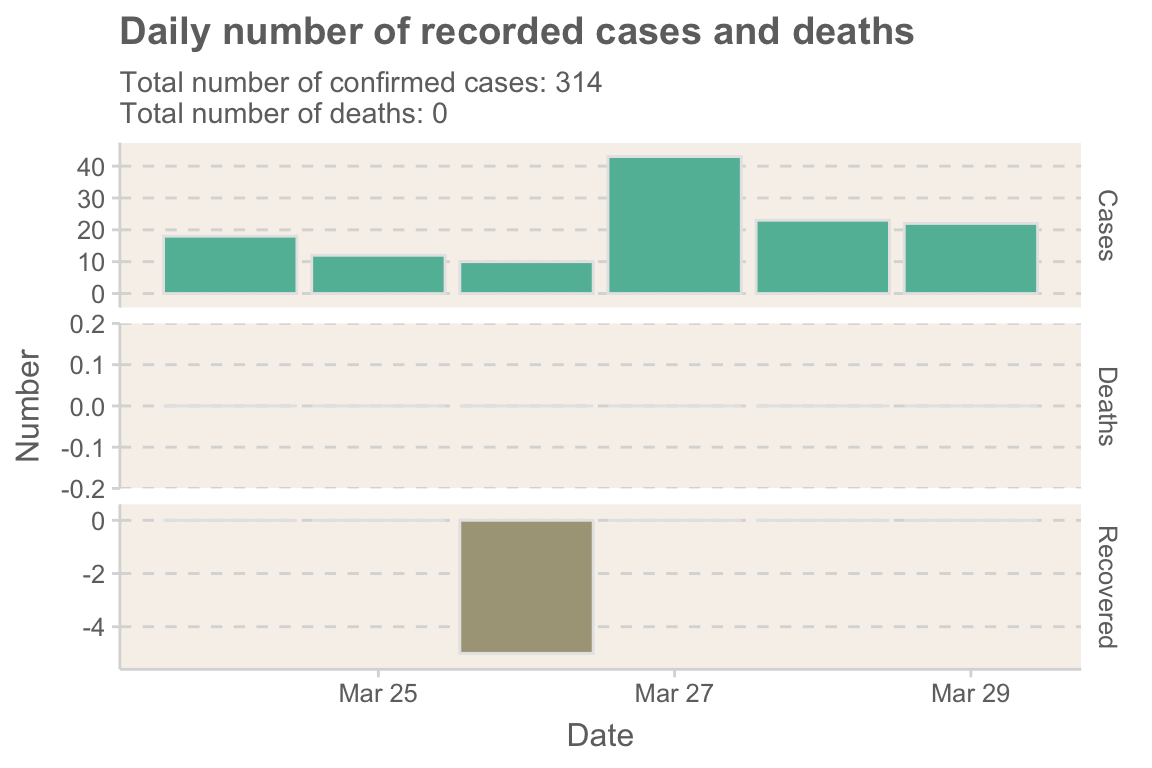 Daily number of recorded cases and deaths
Total number of confirmed cases: 314
Total number of deaths: 0
40
30
20
10
0
Cases
0.2
0.1
0.0
-0.1
-0.2
Deaths
0
-2
-4
Recovered
Number
Mar 25
Mar 27
Mar 29
Date